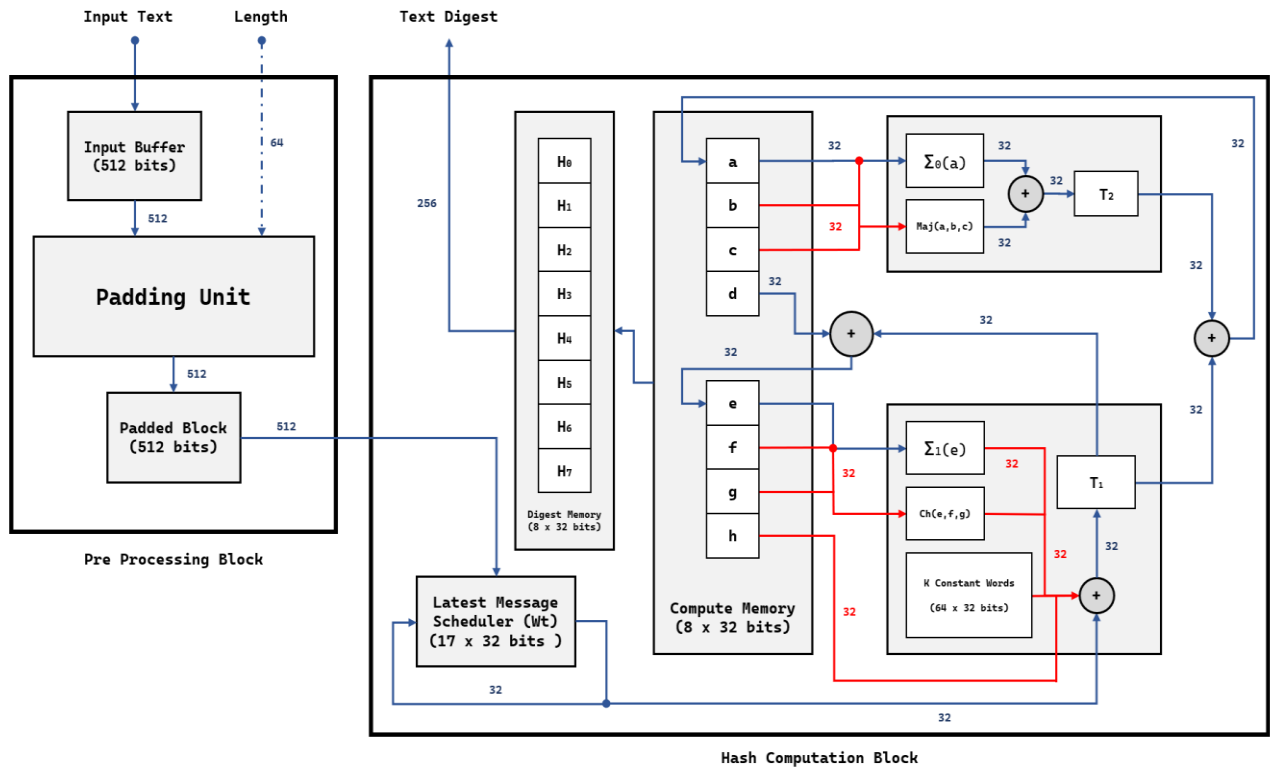 Input Text
Length
Text Digest
Input Buffer
(512 bits)
64
512
Padding Unit
512
Padded Block
(512 bits)
512
Pre Processing Block
256
H₀
H₁
H₂
H₃
H₄
H₅
H₆
H₇
Digest Memory
(8 x 32 bits)
Latest Message
Scheduler (Wt)
(17 x 32 bits )
32
32
a
b
c
d
e
f
g
h
Compute Memory
(8 x 32 bits)
32
32
32
32
32
32
Σ₀(a)
Maj(a,b,c)
32
32
+
32
T₂
32
32
+
32
+
32
Σ₁(e)
Ch(e,f,g)
K Constant Words
(64 x 32 bits)
32
32
T₁
32
+
32
Hash Computation Block